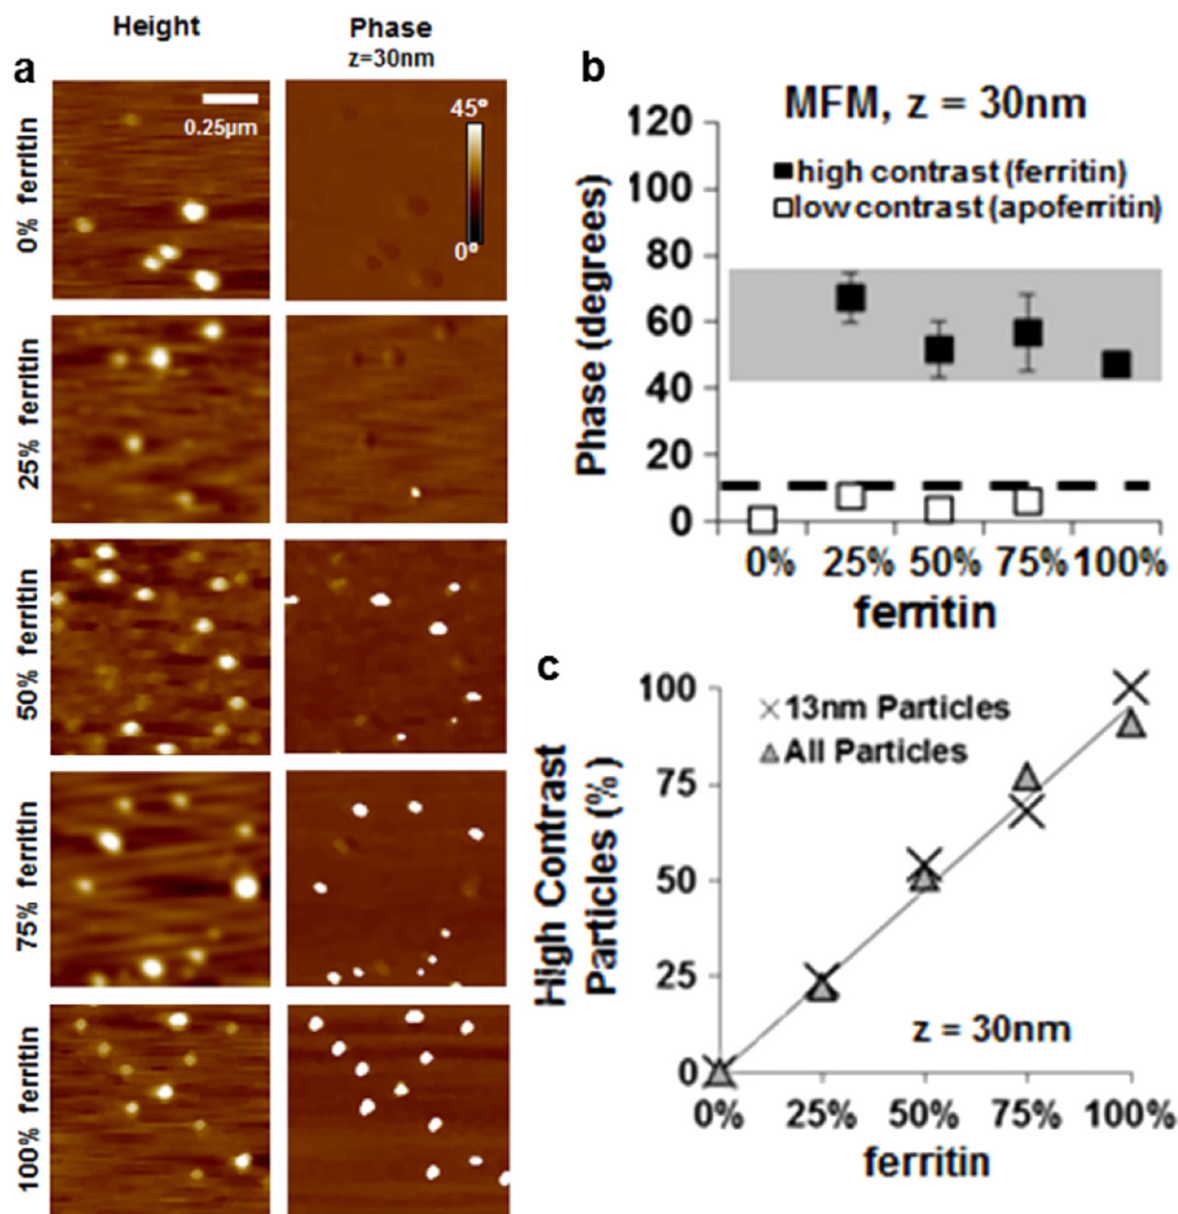 Height
Phase
z=30nm
a
0% ferritin
0.25µm
45°
0°
25% ferritin
50% ferritin
75% ferritin
100% ferritin
b
MFM, z = 30nm
high contrast (ferritin)
low contrast (apoferritin)
Phase (degrees)
120
100
80
60
40
20
0
0% 25% 50% 75% 100%
ferritin
c
13nm Particles
All Particles
High Contrast
Particles (%)
100
75
50
25
0
z = 30nm
0% 25% 50% 75% 100%
ferritin